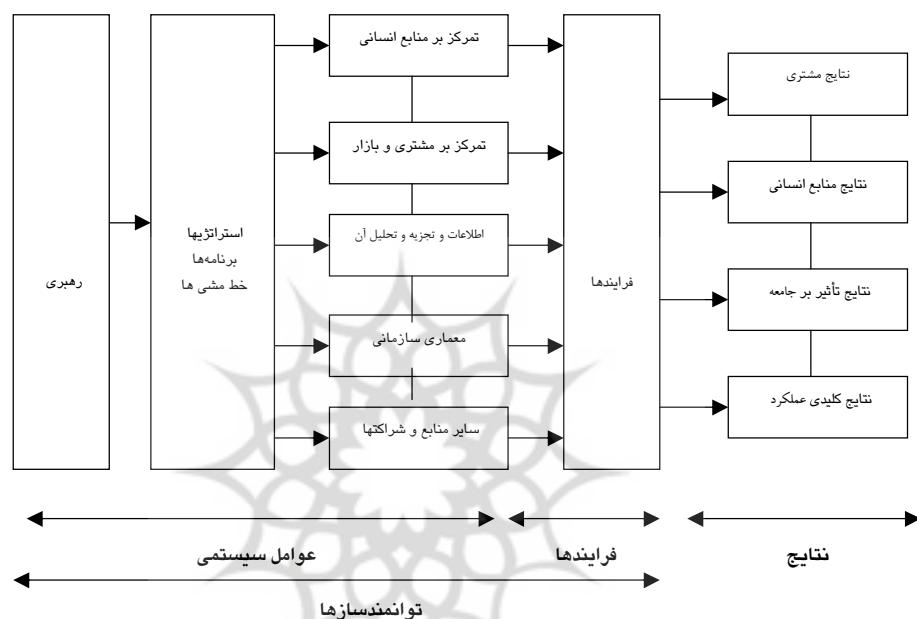 رهبری
استراتژیها
برنامه‌ها
خط مشی ها
تمرکز بر منابع انسانی
تمرکز بر مشتری و بازار
اطلاعات و تجزیه و تحلیل آن
معماری سازمانی
سایر منابع و شراکتها
فرایندها
نتایج مشتری
نتایج منابع انسانی
نتایج تأثیر بر جامعه
نتایج کلیدی عملکرد
عوامل سیستمی
فرایندها
نتایج
توانمندسازها